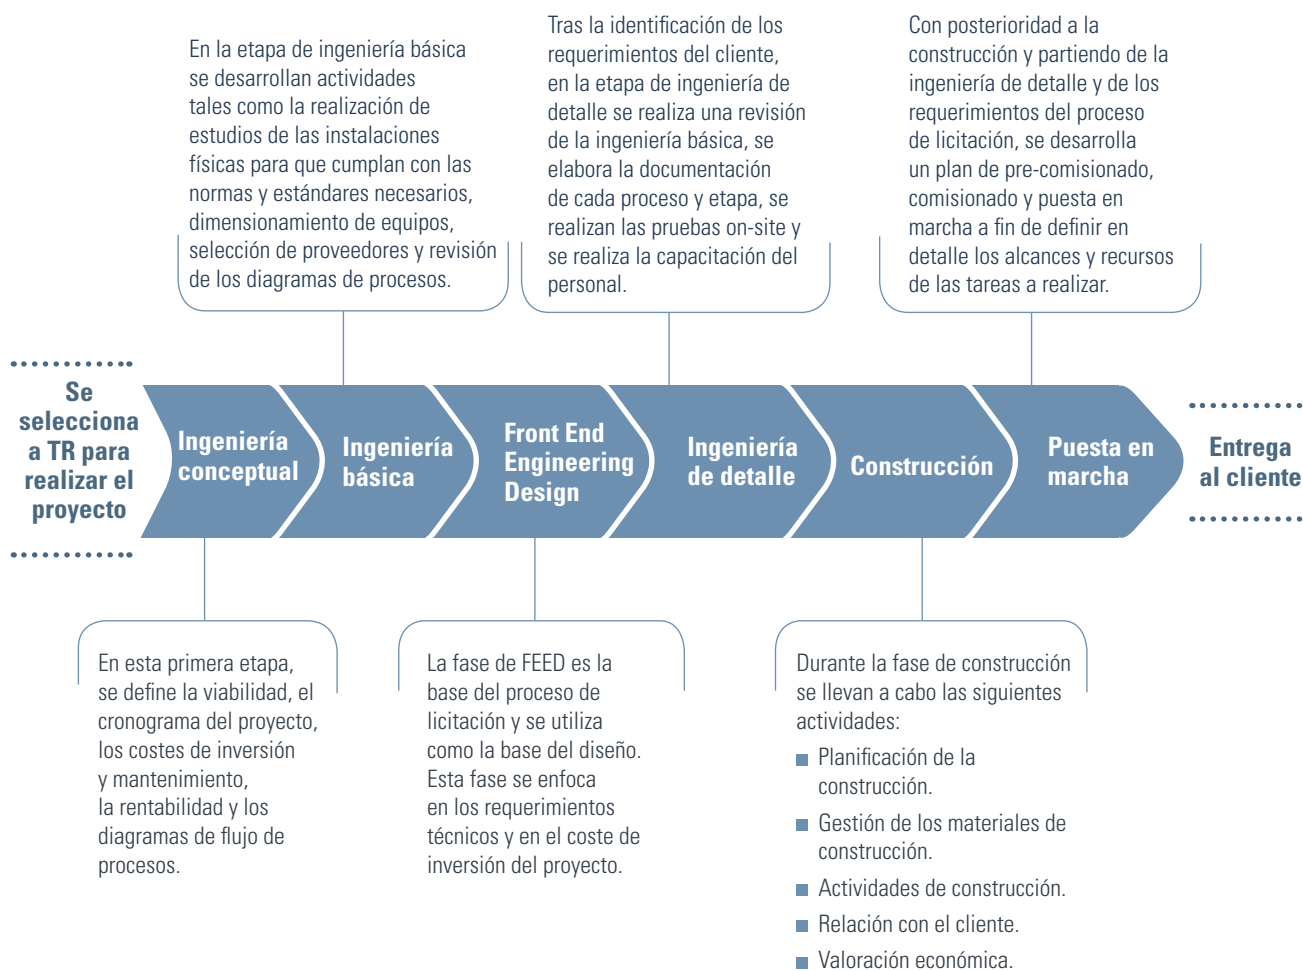 En la etapa de ingeniería básica
se desarrollan actividades
tales como la realización de
estudios de las instalaciones
físicas para que cumplan con las
normas y estándares necesarios,
dimensionamiento de equipos,
selección de proveedores y revisión
de los diagramas de procesos.
Tras la identificación de los
requerimientos del cliente,
en la etapa de ingeniería de
detalle se realiza una revisión
de la ingeniería básica, se
elabora la documentación
de cada proceso y etapa, se
realizan las pruebas on-site y
se realiza la capacitación del
personal.
Con posterioridad a la
construcción y partiendo de la
ingeniería de detalle y de los
requerimientos del proceso
de licitación, se desarrolla
un plan de pre-comisionado,
comisionado y puesta en
marcha a fin de definir en
detalle los alcances y recursos
de las tareas a realizar.
Se
selecciona
a TR para
realizar el
proyecto
Ingeniería
conceptual
Ingeniería
básica
Front End
Engineering
Design
Ingeniería
de detalle
Construcción
Puesta en
marcha
Entrega
al cliente
En esta primera etapa,
se define la viabilidad, el
cronograma del proyecto,
los costes de inversión
y mantenimiento,
la rentabilidad y los
diagramas de flujo de
procesos.
La fase de FEED es la
base del proceso de
licitación y se utiliza
como la base del diseño.
Esta fase se enfoca
en los requerimientos
técnicos y en el coste de
inversión del proyecto.
Durante la fase de construcción
se llevan a cabo las siguientes
actividades:
Planificación de la
construcción.
Gestión de los materiales de
construcción.
Actividades de construcción.
Relación con el cliente.
Valoración económica.